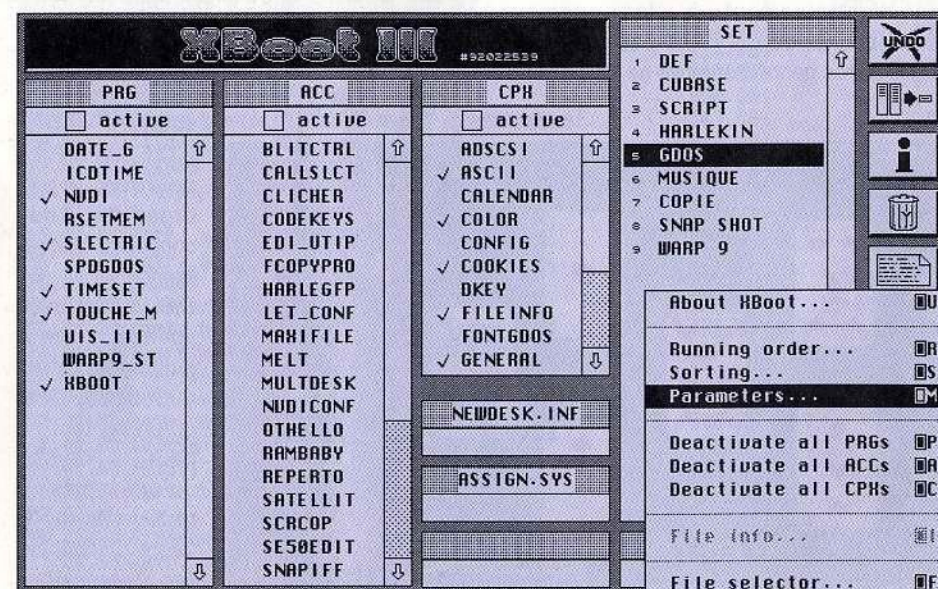 XBoot III
#92022539
PRG
active
DATE_G
ICDTIME
NVDI
RSETMEM
SLECTRIC
SPDGDOS
TIMESET
TOUCHE_M
VIS_III
WARP9_ST
XBOOT
ACC
active
BLITCTRL
CALLSLCT
CLICHER
CODEKEYS
EDI_UTIP
FCOPYPRO
HARLEGFP
LET_CONF
MAXIFILE
MELT
MULTDESK
NVDICONF
OTHELLO
RAMBABY
REPERTO
SATELLIT
SCRCOP
SE50EDIT
SNAPIFF
CPX
active
ADSCSI
ASCII
CALENDAR
COLOR
CONFIG
COOKIES
DKEY
FILEINFO
FONTGDOS
GENERAL
NEWDESK.INF
ASSIGN.SYS
SET
1 DEF
2 CUBASE
3 SCRIPT
4 HARLEKIN
5 GDOS
6 MUSIQUE
7 COPIE
8 SNAP SHOT
9 WARP 9
UNDO
About XBoot... U
Running order... R
Sorting... S
Parameters... M
Deactivate all PRGs P
Deactivate all ACCs A
Deactivate all CPXs C
File info... I
File selector... F